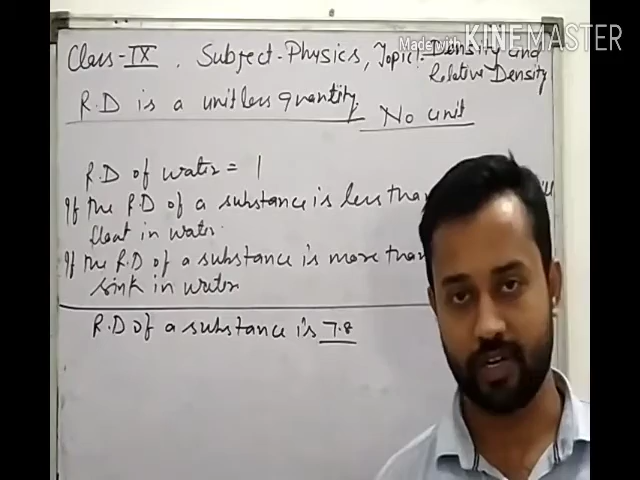 Made with KINEMASTER
Class-IX, Subject-Physics, Topic:-Density and
Relative Density
R.D is a unitless quantity. No unit
R.D of water = 1
If the R.D of a substance is less than
float in water.
If the R.D of a substance is more than
sink in water
R.D of a substance is 7.8